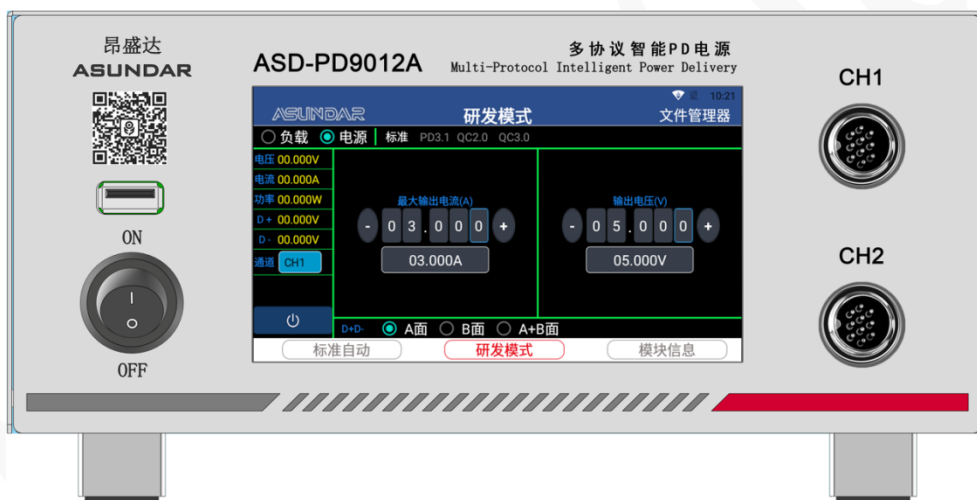 昂盛达
ASUNDAR
ON
OFF
ASD-PD9012A
多协议智能PD电源
Multi-Protocol Intelligent Power Delivery
10:21
ASUNDAR
研发模式
文件管理器
负载 电源 标准 PD3.1 QC2.0 QC3.0
电压 00.000V
电流 00.000A
功率 00.000W
D+ 00.000V
D- 00.000V
通道 CH1
最大输出电流(A)
- 0 3 . 0 0 0 +
03.000A
输出电压(V)
- 0 5 . 0 0 0 +
05.000V
D+D- A面 B面 A+B面
标准自动 研发模式 模块信息
CH1
CH2